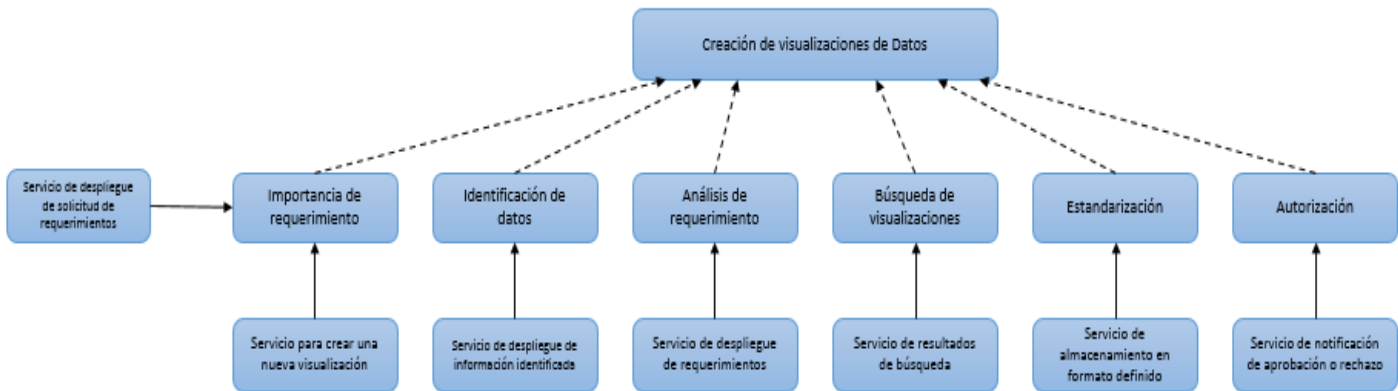 Creación de visualizaciones de Datos
Servicio de despliegue
de solicitud de
requerimientos
Importancia de
requerimiento
Identificación de
datos
Análisis de
requerimiento
Búsqueda de
visualizaciones
Estandarización
Autorización
Servicio para crear una
nueva visualización
Servicio de despliegue de
información identificada
Servicio de despliegue
de requerimientos
Servicio de resultados
de búsqueda
Servicio de
almacenamiento en
formato definido
Servicio de notificación
de aprobación o rechazo